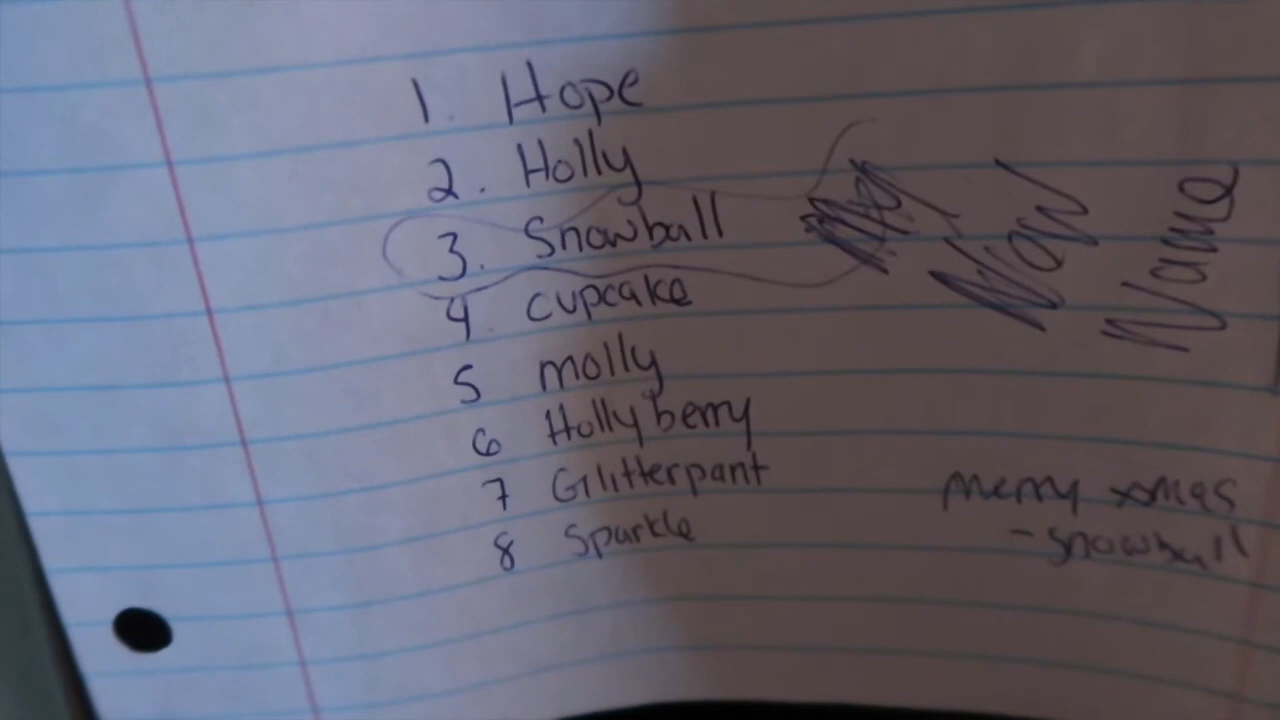 1. Hope
2. Holly
3. Snowball
4. cupcake
5 molly
6 Hollyberry
7 Glitterpant
8 Sparkle
New
Name
merry xmas
- snowball